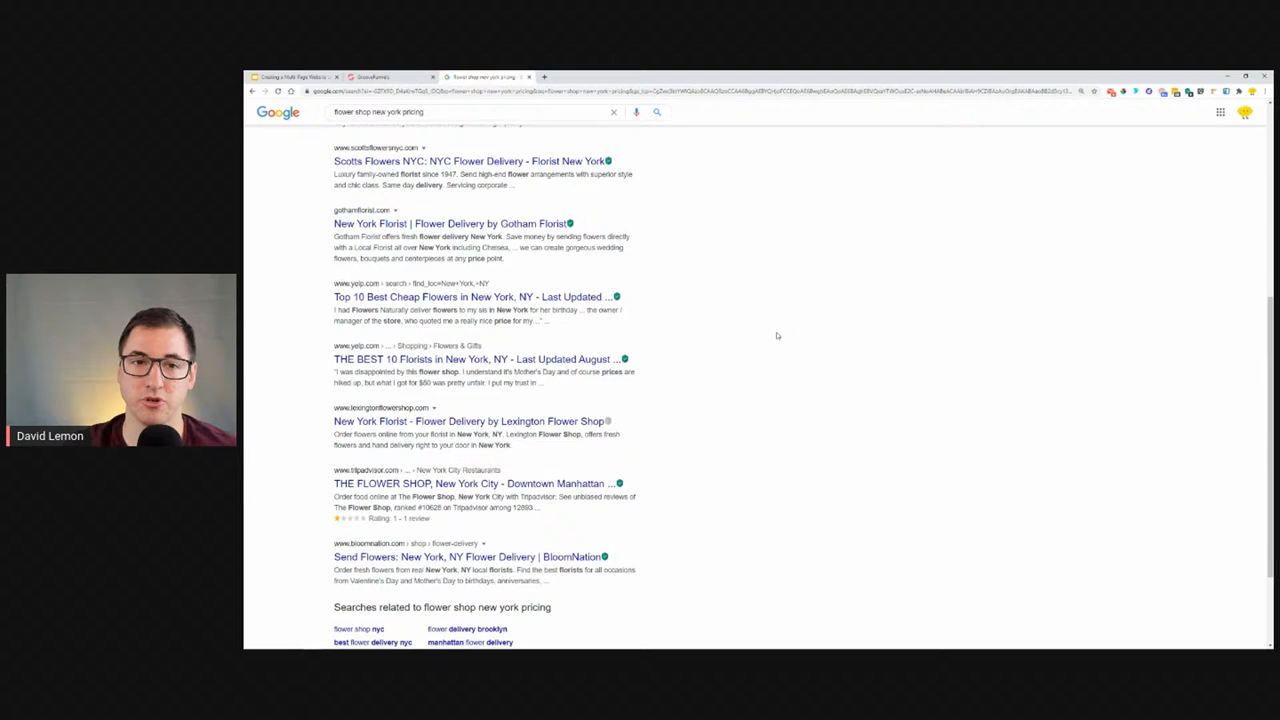 Creating a Multi Page Website
GrooveFunnels
flower shop new york pricing
Google
flower shop new york pricing
www.scottsflowersnyc.com
Scotts Flowers NYC: NYC Flower Delivery - Florist New York
Luxury family-owned florist since 1947. Send high-end flower arrangements with superior style
and chic class. Same day delivery. Servicing corporate ...
gothamflorist.com
New York Florist | Flower Delivery by Gotham Florist
Gotham Florist offers fresh flower delivery New York. Save money by sending flowers directly
with a Local Florist all over New York including Chelsea, ... we can create gorgeous wedding
flowers, bouquets and centerpieces at any price point.
www.yelp.com › search › find_loc=New+York,+NY
Top 10 Best Cheap Flowers in New York, NY - Last Updated ...
I had Flowers Naturally deliver flowers to my sis in New York for her birthday ... the owner /
manager of the store, who quoted me a really nice price for my..." ...
www.yelp.com › ... › Shopping › Flowers & Gifts
THE BEST 10 Florists in New York, NY - Last Updated August ...
"I was disappointed by this flower shop. I understand it's Mother's Day and of course prices are
hiked up, but what I got for $50 was pretty unfair. I put my trust in ...
www.lexingtonflowershop.com
New York Florist - Flower Delivery by Lexington Flower Shop
Order flowers online from your florist in New York, NY. Lexington Flower Shop, offers fresh
flowers and hand delivery right to your door in New York.
www.tripadvisor.com › ... › New York City Restaurants
THE FLOWER SHOP, New York City - Downtown Manhattan ...
Order food online at The Flower Shop, New York City with Tripadvisor: See unbiased reviews of
The Flower Shop, ranked #10628 on Tripadvisor among 12893 ...
Rating: 1 - 1 review
www.bloomnation.com › shop › flower-delivery
Send Flowers: New York, NY Flower Delivery | BloomNation
Order fresh flowers from real New York, NY local florists. Find the best florists for all occasions
from Valentine's Day and Mother's Day to birthdays, anniversaries, ...
Searches related to flower shop new york pricing
flower shop nyc
flower delivery brooklyn
best flower delivery nyc
manhattan flower delivery
David Lemon